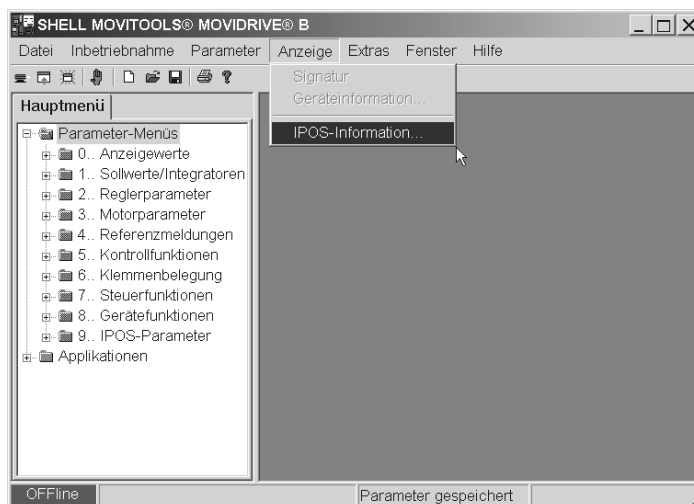 SHELL MOVITOOLS® MOVIDRIVE® B
Datei Inbetriebnahme Parameter Anzeige Extras Fenster Hilfe
Signatur
Geräteinformation...
IPOS-Information...
Hauptmenü
Parameter-Menüs
0.. Anzeigewerte
1.. Sollwerte/Integratoren
2.. Reglerparameter
3.. Motorparameter
4.. Referenzmeldungen
5.. Kontrollfunktionen
6.. Klemmenbelegung
7.. Steuerfunktionen
8.. Gerätefunktionen
9.. IPOS-Parameter
Applikationen
OFFline
Parameter gespeichert